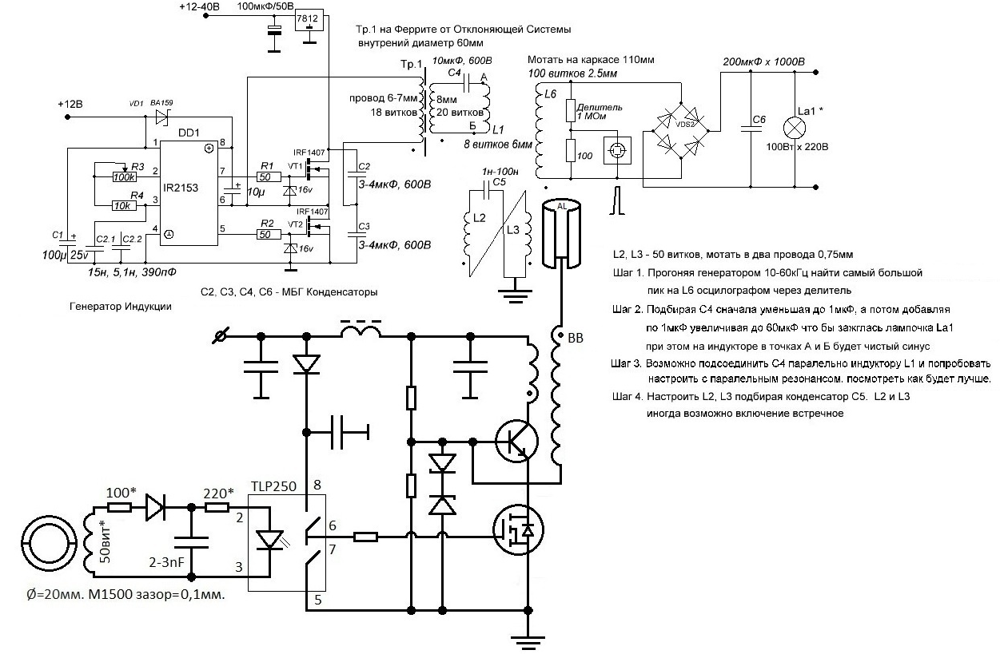 +12-40В
100мкФ/50В
7812
Тр.1 на Феррите от Отклоняющей Системы
внутрений диаметр 60мм
Тр.1
10мкФ, 600В
C4
А
провод 6-7мм
18 витков
8мм
20 витков
Б
L1
8 витков 6мм
Мотать на каркасе 110мм
100 витков 2.5мм
L6
Делитель
1 МОм
100
VDS2
200мкФ х 1000В
C6
La1 *
100Вт х 220В
+12В
VD1
BA159
DD1
1
8
2
7
3
6
4
5
IR2153
R3
100k
R4
10k
C1
+
100µ 25v
C2.1
C2.2
15н, 5,1н, 390пФ
+
10µ
R1
50
R2
50
IRF1407
VT1
16v
IRF1407
VT2
16v
C2
3-4мкФ, 600В
C3
3-4мкФ, 600В
C2, C3, C4, C6 - МБГ Конденсаторы
Генератор Индукции
1н-100н
C5
L2
L3
AL
BB
L2, L3 - 50 витков, мотать в два провода 0,75мм
Шаг 1. Прогоняя генератором 10-60кГц найти самый большой
пик на L6 осцилографом через делитель
Шаг 2. Подбирая С4 сначала уменьшая до 1мкФ, а потом добавляя
по 1мкФ увеличивая до 60мкФ что бы зажглась лампочка La1
при этом на индукторе в точках А и Б будет чистый синус
Шаг 3. Возможно подсоединить С4 паралельно индуктору L1 и попробовать
настроить с паралельным резонансом. посмотреть как будет лучше.
Шаг 4. Настроить L2, L3 подбирая конденсатор С5. L2 и L3
иногда возможно включение встречное
TLP250
8
100*
220*
2
6
7
50вит*
2-3nF
3
5
Ø=20мм. М1500 зазор=0,1мм.